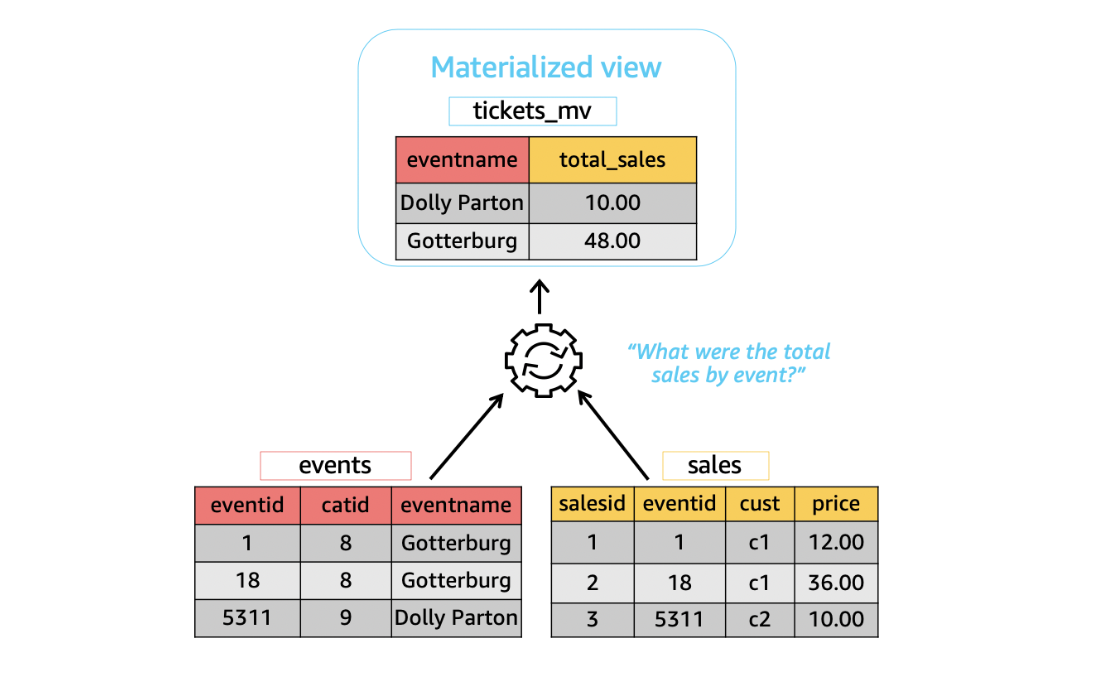 Materialized view
tickets_mv
eventname total_sales
Dolly Parton 10.00
Gotterburg 48.00
“What were the total
sales by event?”
events
eventid catid eventname
1 8 Gotterburg
18 8 Gotterburg
5311 9 Dolly Parton
sales
salesid eventid cust price
1 1 c1 12.00
2 18 c1 36.00
3 5311 c2 10.00